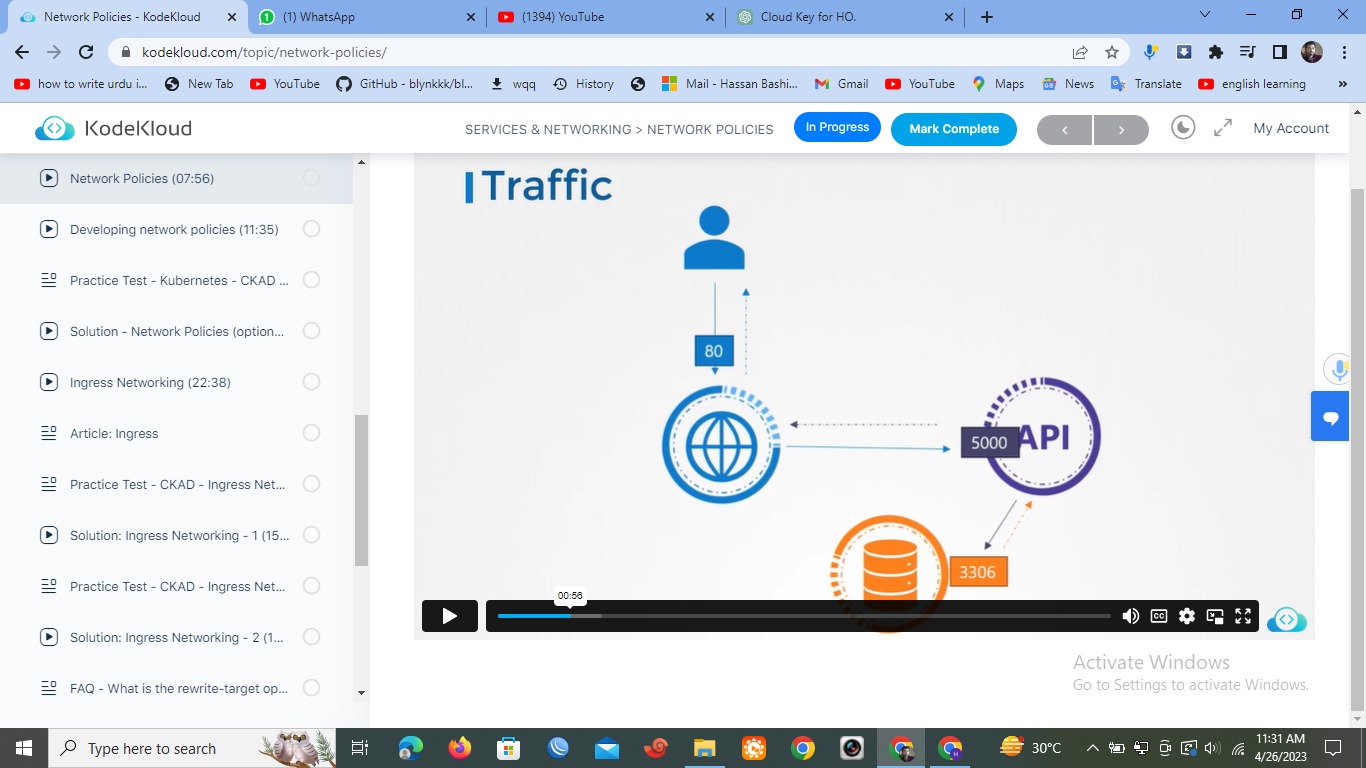 Network Policies - KodeKloud
(1) WhatsApp
(1394) YouTube
Cloud Key for HO.
kodekloud.com/topic/network-policies/
how to write urdu i...
New Tab
YouTube
GitHub - blynkkk/bl...
wqq
History
Mail - Hassan Bashi...
Gmail
YouTube
Maps
News
Translate
english learning
»
KodeKloud
SERVICES & NETWORKING > NETWORK POLICIES
In Progress
Mark Complete
<
>
My Account
Network Policies (07:56)
Developing network policies (11:35)
Practice Test - Kubernetes - CKAD ...
Solution - Network Policies (option...
Ingress Networking (22:38)
Article: Ingress
Practice Test - CKAD - Ingress Net...
Solution: Ingress Networking - 1 (15...
Practice Test - CKAD - Ingress Net...
Solution: Ingress Networking - 2 (1...
FAQ - What is the rewrite-target op...
Traffic
80
5000
API
3306
00:56
CC
Activate Windows
Go to Settings to activate Windows.
Type here to search
30°C
11:31 AM
4/26/2023